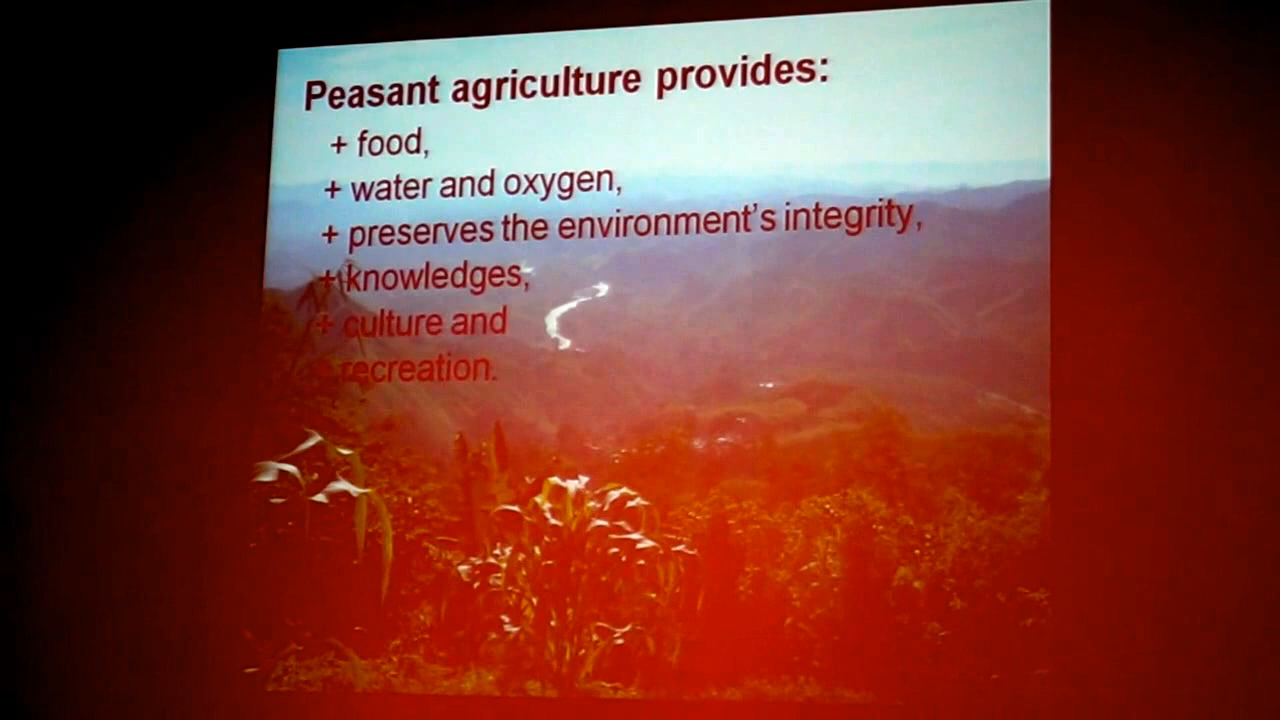 Peasant agriculture provides:
+ food,
+ water and oxygen,
+ preserves the environment's integrity,
+ knowledges,
+ culture and
+ recreation.